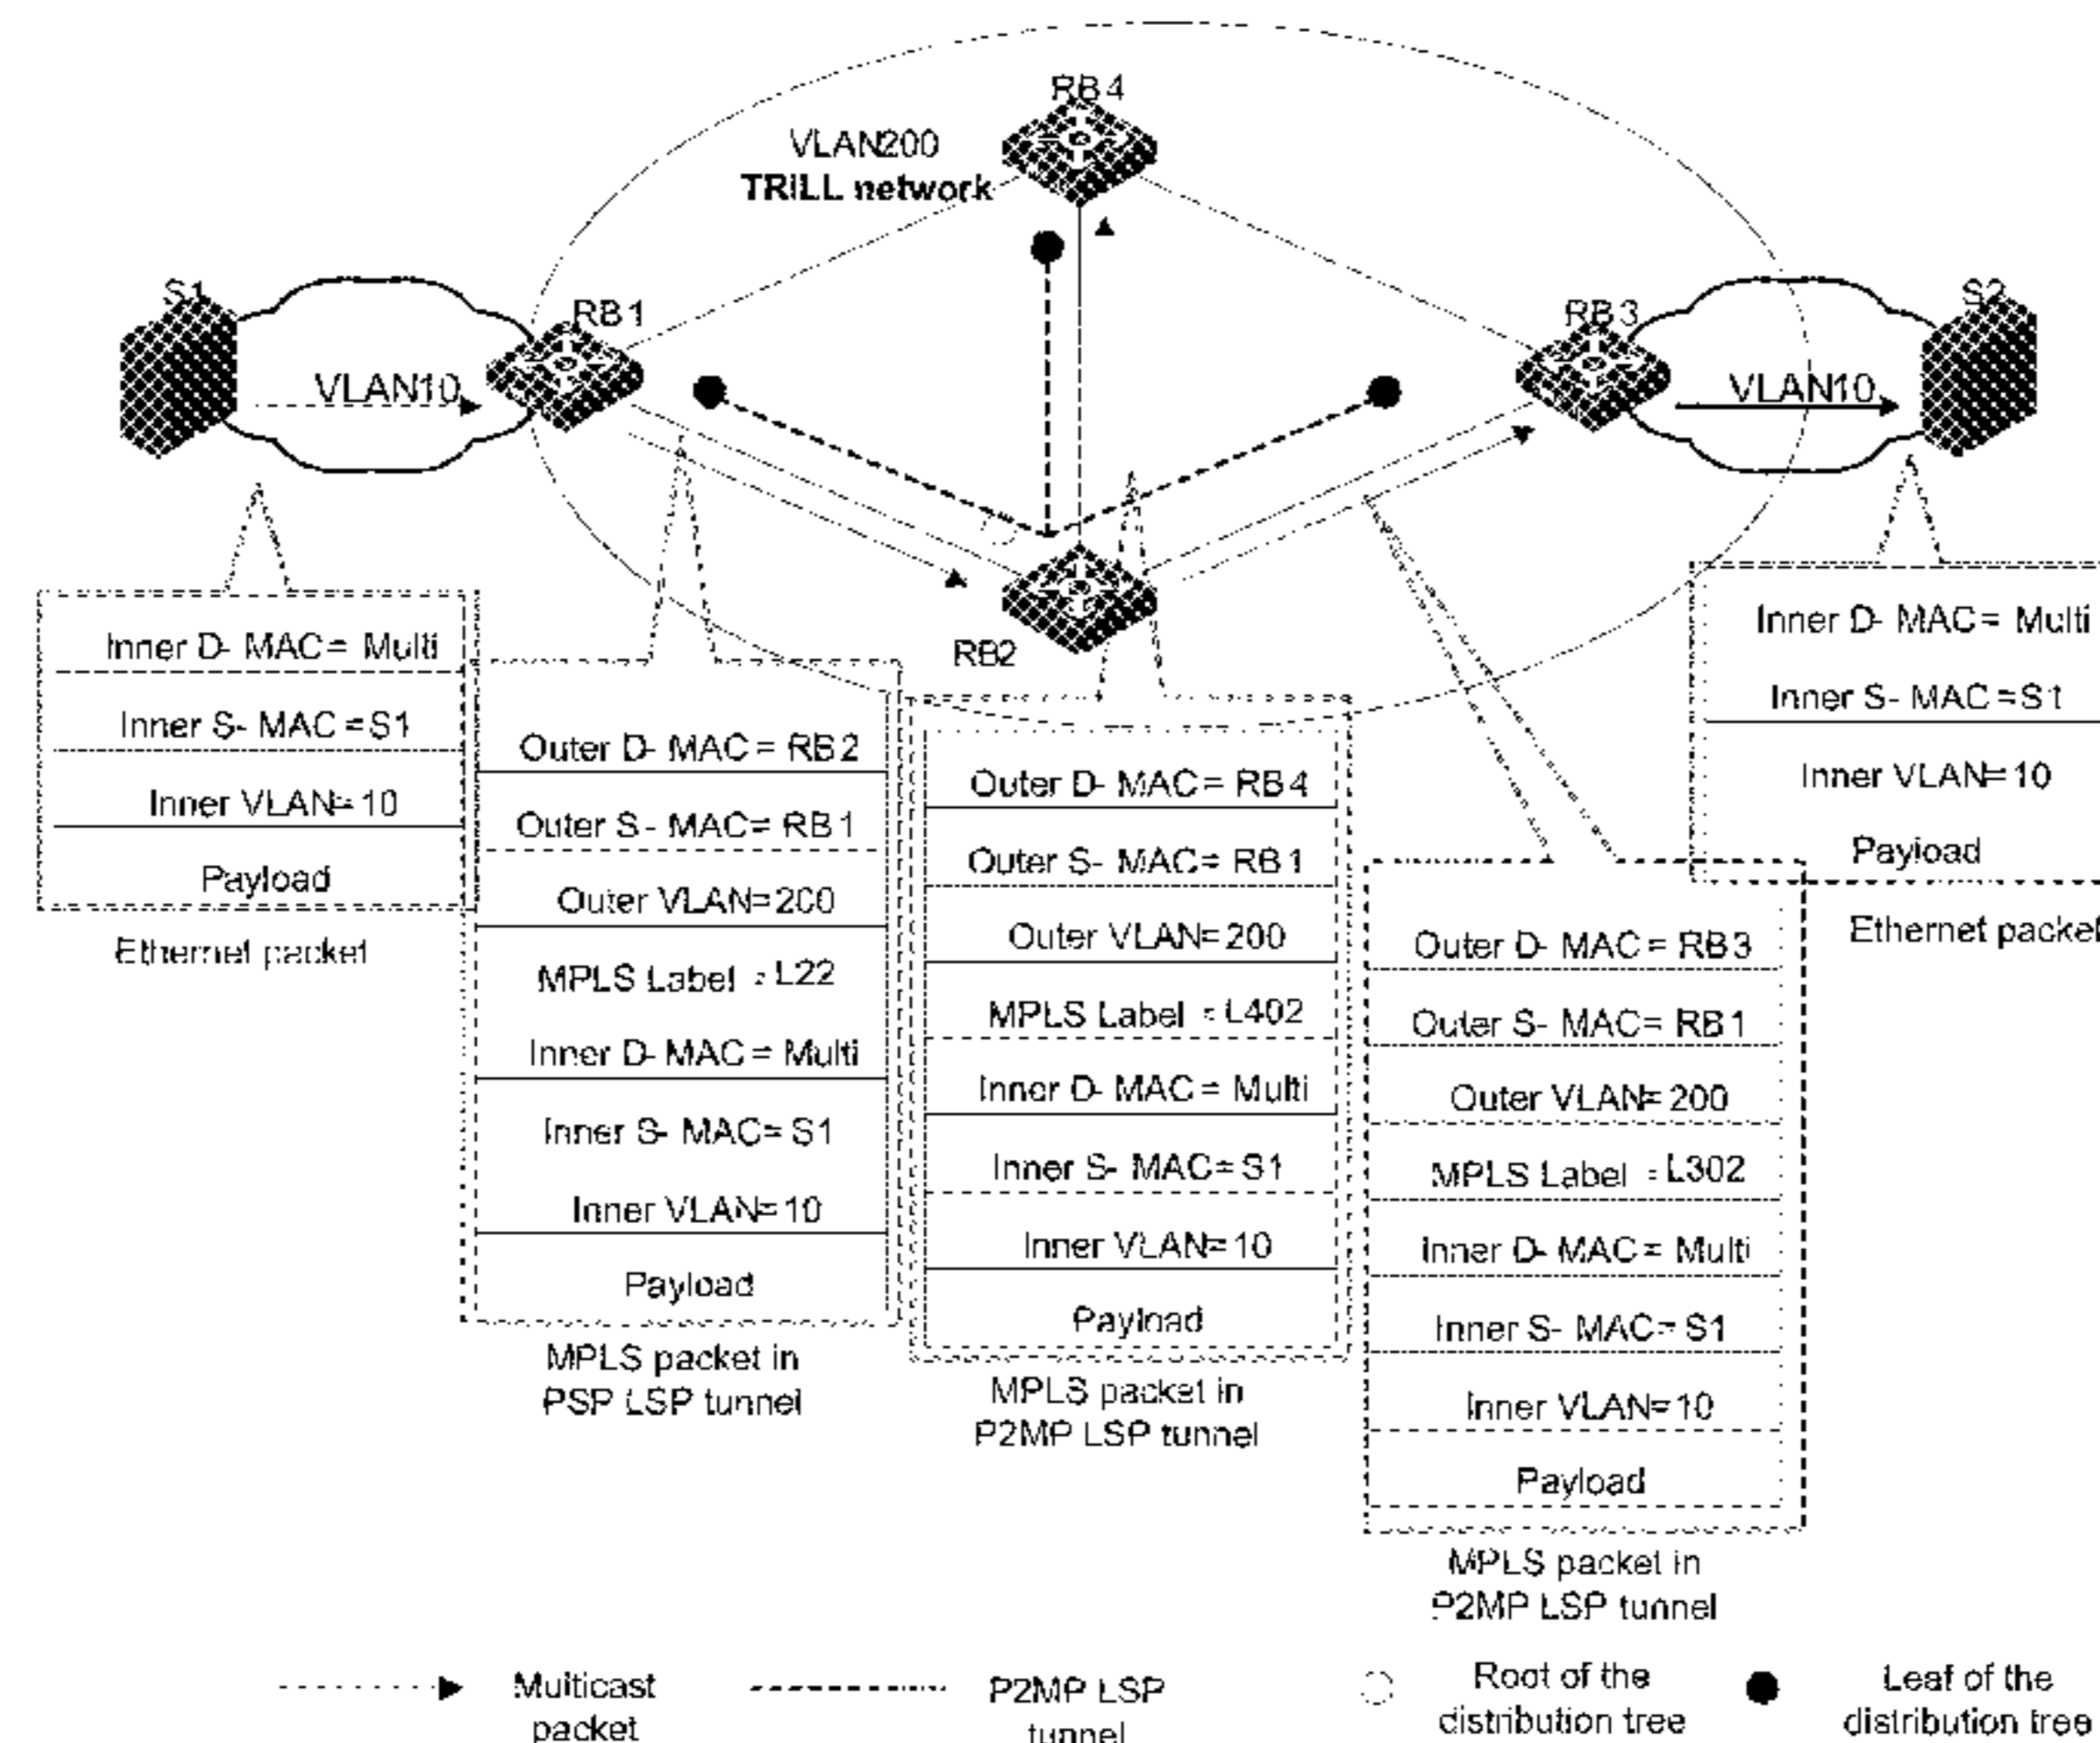 RB4
VLAN200
TRILL network
S1
RB1
RB3
S2
VLAN10
VLAN10
RB2
Inner D- MAC= Multi
Inner S- MAC=S1
Inner VLAN=10
Payload
Ethernet packet
Outer D- MAC= RB2
Outer S- MAC= RB1
Outer VLAN=200
MPLS Label =L22
Inner D- MAC= Multi
Inner S- MAC=S1
Inner VLAN=10
Payload
MPLS packet in
PSP LSP tunnel
Outer D- MAC= RB4
Outer S- MAC= RB1
Outer VLAN=200
MPLS Label =L402
Inner D- MAC= Multi
Inner S- MAC=S1
Inner VLAN=10
Payload
MPLS packet in
P2MP LSP tunnel
Outer D- MAC= RB3
Outer S- MAC= RB1
Outer VLAN=200
MPLS Label =L302
Inner D- MAC= Multi
Inner S- MAC=S1
Inner VLAN=10
Payload
MPLS packet in
P2MP LSP tunnel
Inner D- MAC= Multi
Inner S- MAC=S1
Inner VLAN=10
Payload
Ethernet packet
Multicast
packet
P2MP LSP
tunnel
Root of the
distribution tree
Leaf of the
distribution tree